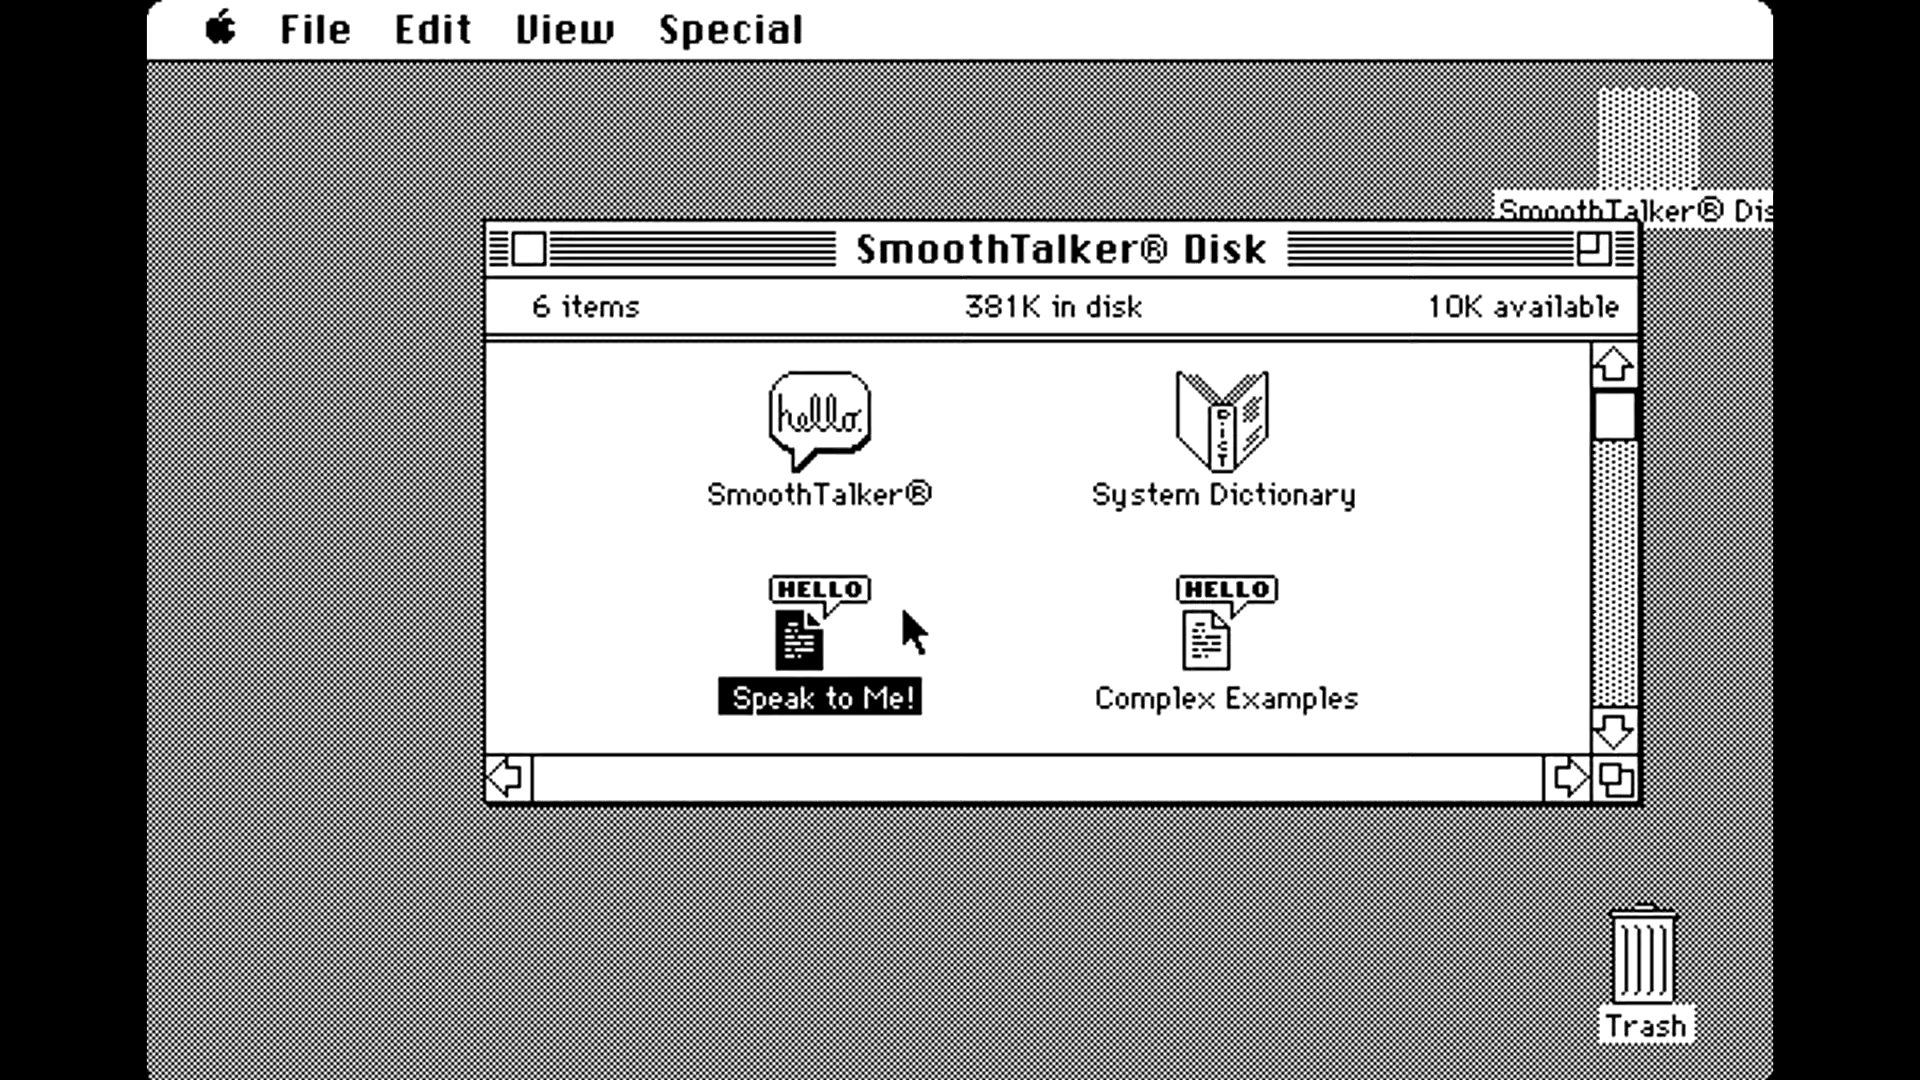 File Edit View Special
SmoothTalker® Dis
SmoothTalker® Disk
6 items 381K in disk 10K available
hello.
DICT
SmoothTalker® System Dictionary
HELLO HELLO
Speak to Me! Complex Examples
Trash